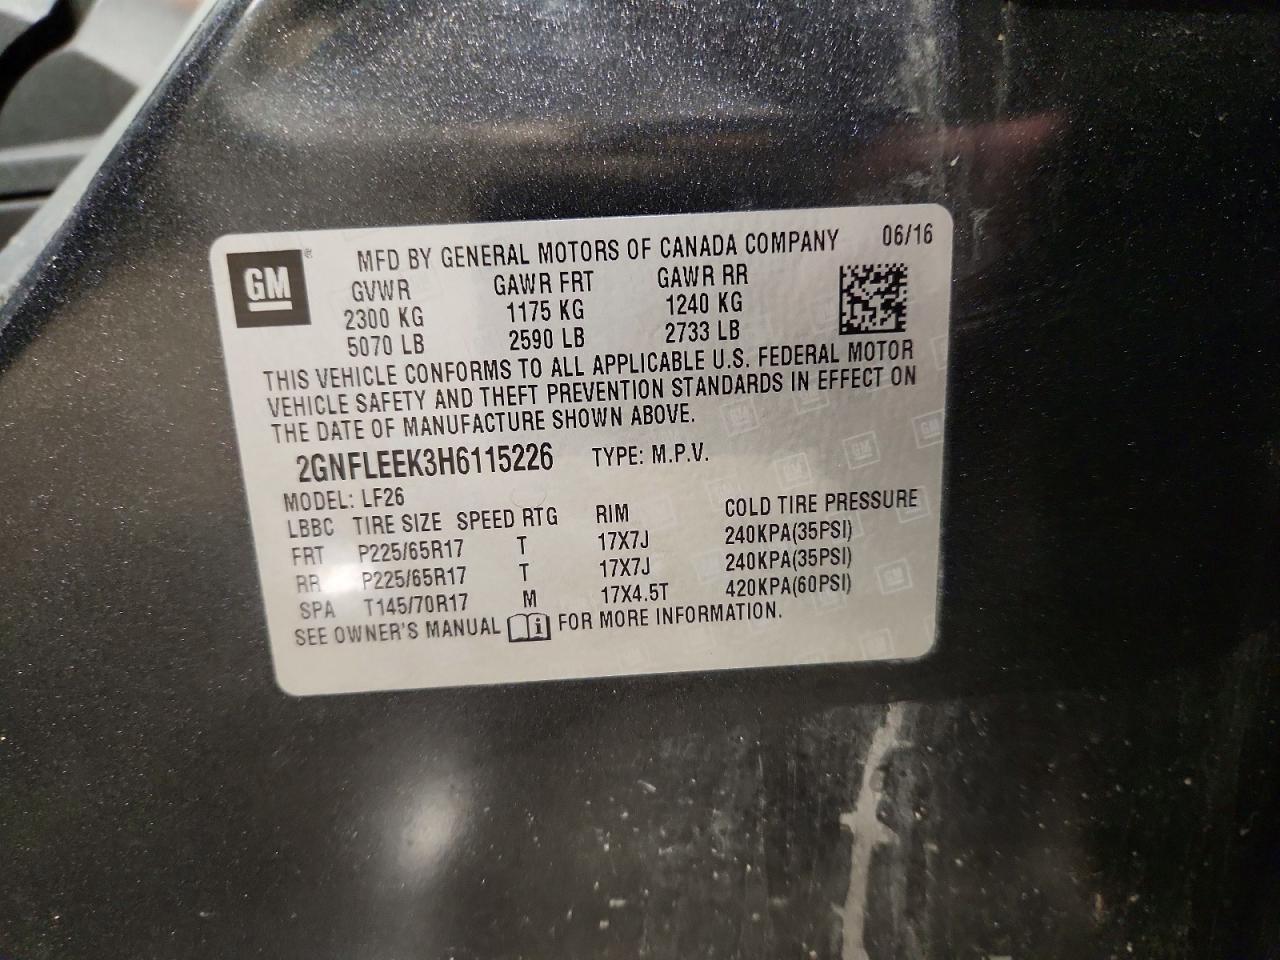 GM ®
MFD BY GENERAL MOTORS OF CANADA COMPANY 06/16
GVWR GAWR FRT GAWR RR
2300 KG 1175 KG 1240 KG
5070 LB 2590 LB 2733 LB
THIS VEHICLE CONFORMS TO ALL APPLICABLE U.S. FEDERAL MOTOR
VEHICLE SAFETY AND THEFT PREVENTION STANDARDS IN EFFECT ON
THE DATE OF MANUFACTURE SHOWN ABOVE.
2GNFLEEK3H6115226 TYPE: M.P.V.
MODEL: LF26
LBBC TIRE SIZE SPEED RTG RIM COLD TIRE PRESSURE
FRT P225/65R17 T 17X7J 240KPA(35PSI)
RR P225/65R17 T 17X7J 240KPA(35PSI)
SPA T145/70R17 M 17X4.5T 420KPA(60PSI)
SEE OWNER'S MANUAL i FOR MORE INFORMATION.